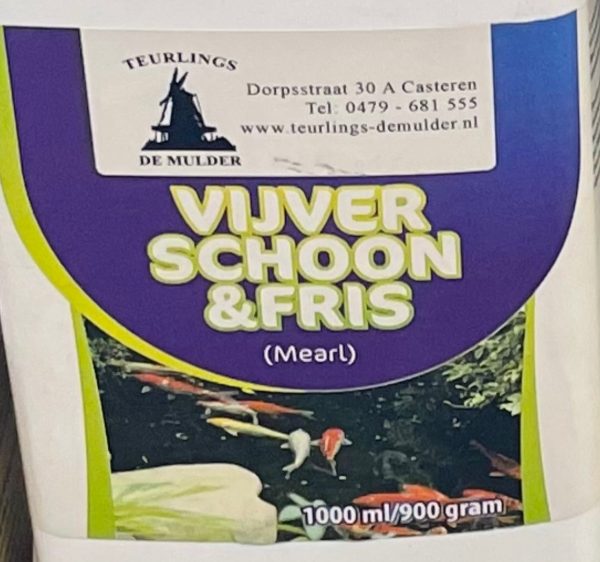 TEURLINGS
DE MULDER
Dorpsstraat 30 A Casteren
Tel: 0479 - 681 555
www.teurlings-demulder.nl
VIJVER
SCHOON
&FRIS
(Mearl)
1000 ml/900 gram